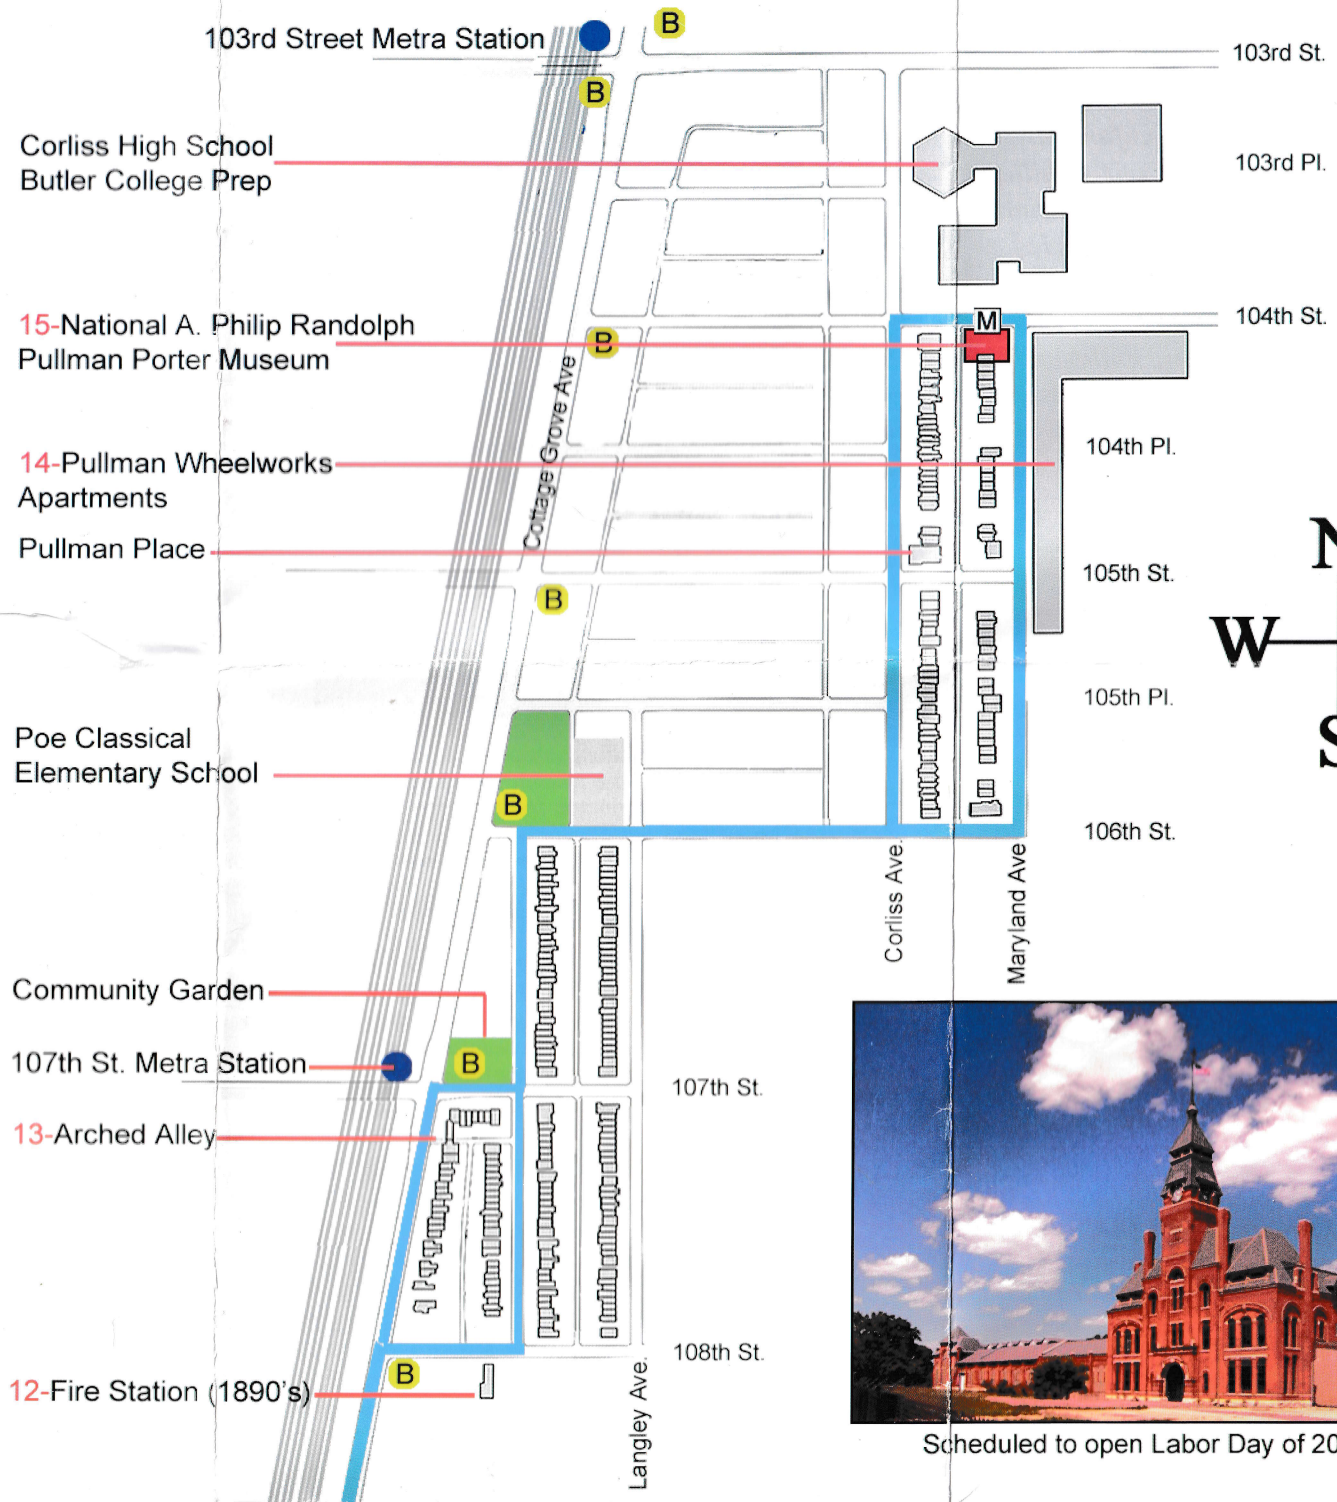 103rd Street Metra Station
B
103rd St.
B
Corliss High School
Butler College Prep
103rd Pl.
15-National A. Philip Randolph
Pullman Porter Museum
M
104th St.
B
Cottage Grove Ave
14-Pullman Wheelworks
Apartments
104th Pl.
Pullman Place
105th St.
B
N
W
S
105th Pl.
Poe Classical
Elementary School
B
106th St.
Corliss Ave.
Maryland Ave
Community Garden
107th St. Metra Station
B
107th St.
13-Arched Alley
108th St.
B
12-Fire Station (1890's)
Langley Ave.
Scheduled to open Labor Day of 20